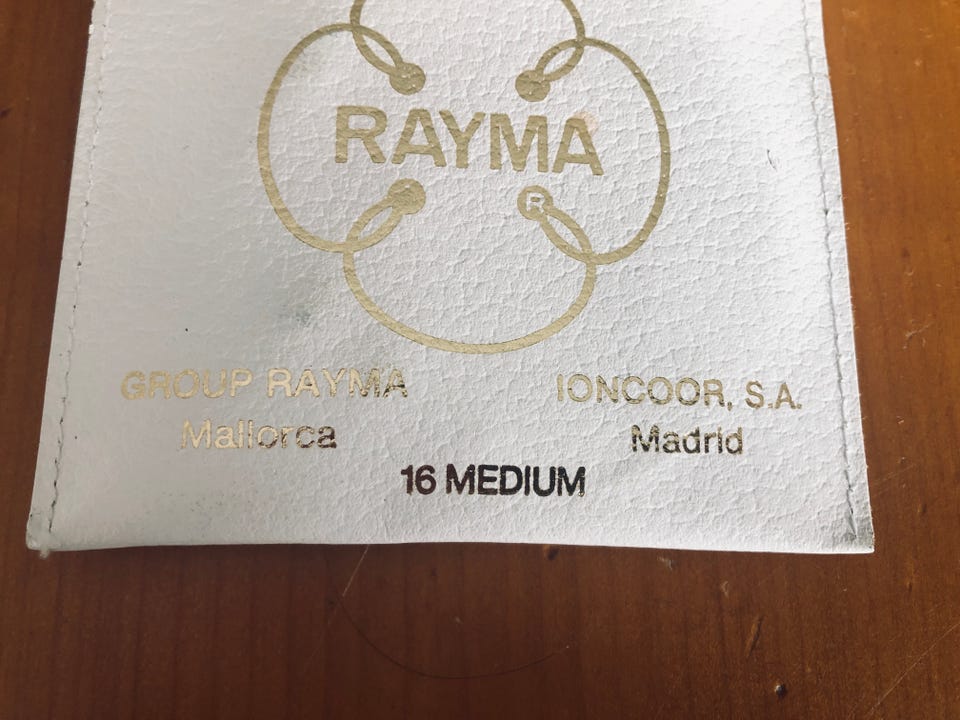 RAYMA
R
GROUP RAYMA
Mallorca
IONCOOR, S.A.
Madrid
16 MEDIUM